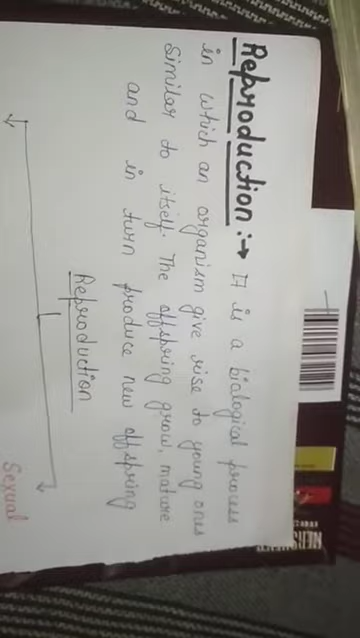 Reproduction :→ It is a biological process
in which an organism give rise to young ones
similar to itself. The offspring grow, mature
and in turn produce new offspring
Reproduction
Sexual